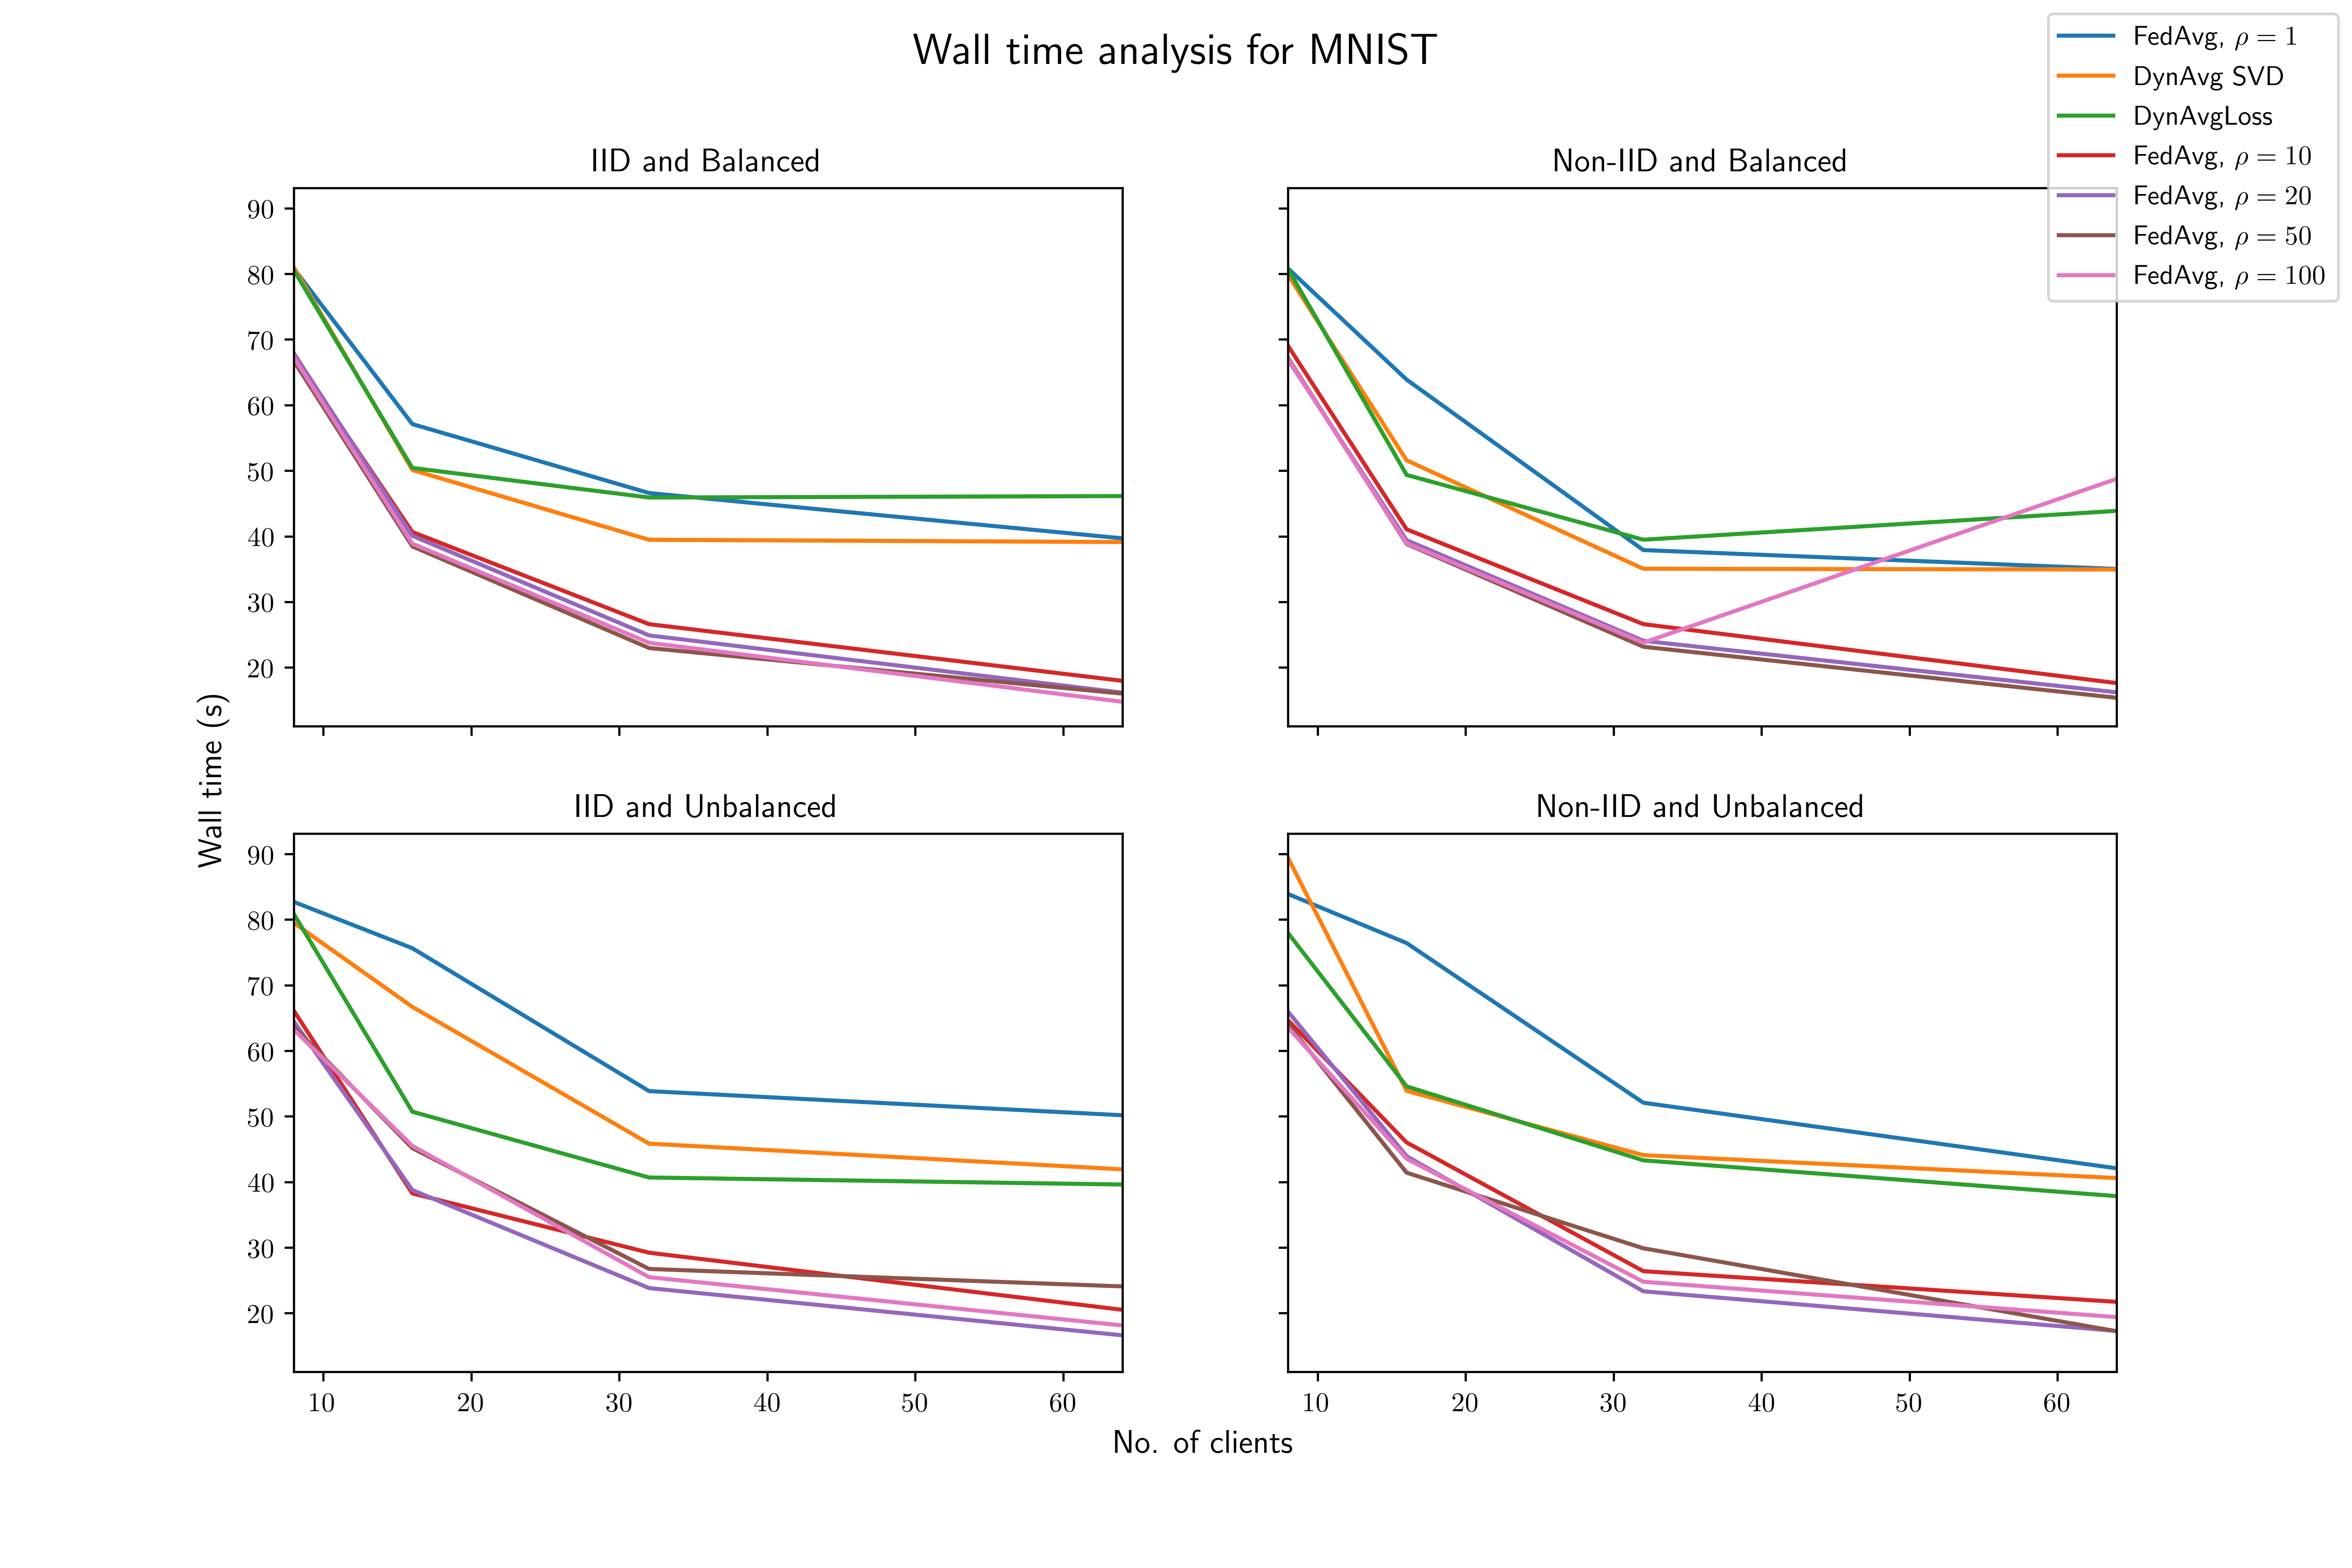 Wall time analysis for MNIST
FedAvg, ρ = 1
DynAvg SVD
DynAvgLoss
FedAvg, ρ = 10
FedAvg, ρ = 20
FedAvg, ρ = 50
FedAvg, ρ = 100
IID and Balanced
90
80
70
60
50
40
30
20
Non-IID and Balanced
Wall time (s)
IID and Unbalanced
90
80
70
60
50
40
30
20
10 20 30 40 50 60
Non-IID and Unbalanced
10 20 30 40 50 60
No. of clients